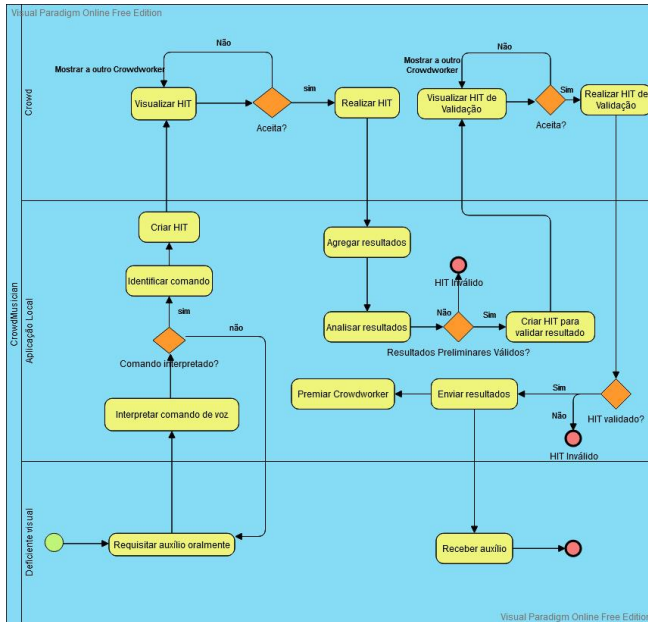 Visual Paradigm Online Free Edition
CrowdMusician
Crowd
Mostrar a outro Crowdworker
Não
Visualizar HIT
Aceita?
sim
Realizar HIT
Mostrar a outro
Crowdworker
Não
Visualizar HIT de
Validação
Aceita?
Sim
Realizar HIT de
Validação
Aplicação Local
Criar HIT
Identificar comando
sim
não
Comando interpretado?
Interpretar comando de voz
Agregar resultados
Analisar resultados
HIT Inválido
Não
Sim
Resultados Preliminares Válidos?
Criar HIT para
validar resultado
Premiar Crowdworker
Enviar resultados
Sim
Não
HIT validado?
HIT Inválido
Deficiente visual
Requisitar auxílio oralmente
Receber auxílio
Visual Paradigm Online Free Edition